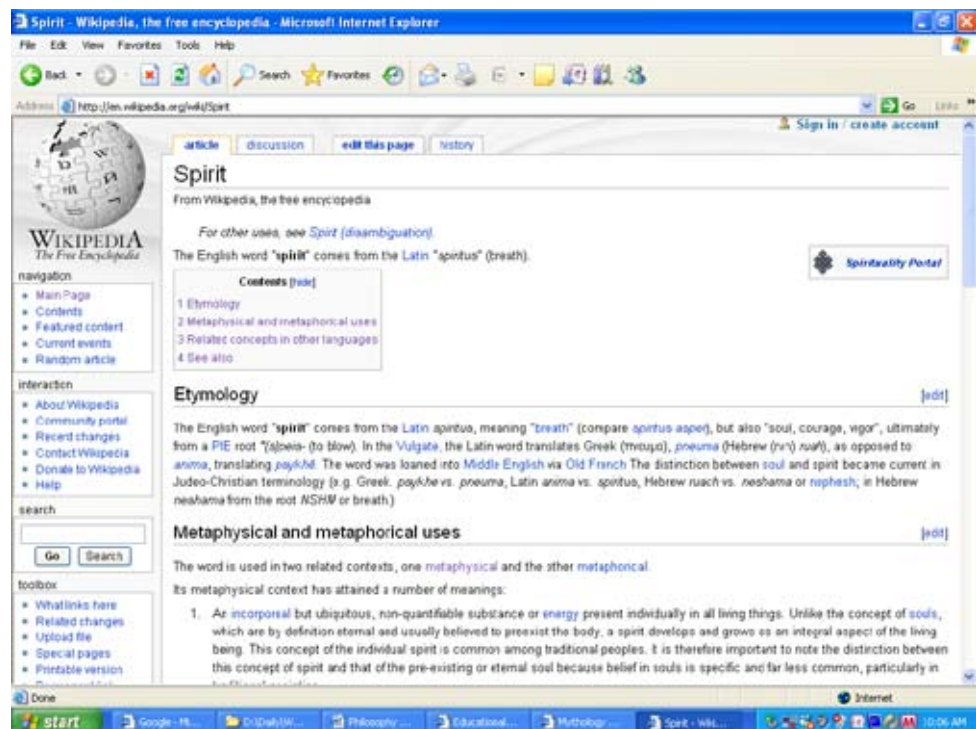 Spirit - Wikipedia, the free encyclopedia - Microsoft Internet Explorer
File Edit View Favorites Tools Help
Back Search Favorites
Address http://en.wikipedia.org/wiki/Spirit Go Links
Sign in / create account
article discussion edit this page history
Spirit
From Wikipedia, the free encyclopedia
For other uses, see Spirit (disambiguation).
The English word "spirit" comes from the Latin "spiritus" (breath).
Spirituality Portal
WIKIPEDIA
The Free Encyclopedia
navigation
Main Page
Contents
Featured content
Current events
Random article
interaction
About Wikipedia
Community portal
Recent changes
Contact Wikipedia
Donate to Wikipedia
Help
search
Go Search
toolbox
What links here
Related changes
Upload file
Special pages
Printable version
Contents [hide]
1 Etymology
2 Metaphysical and metaphorical uses
3 Related concepts in other languages
4 See also
Etymology [edit]
The English word "spirit" comes from the Latin spiritus, meaning "breath" (compare spiritus asper), but also "soul, courage, vigor", ultimately
from a PIE root *(s)peis- (to blow). In the Vulgate, the Latin word translates Greek (πνευμα), pneuma (Hebrew (רוח) ruah), as opposed to
anima, translating psykhē. The word was loaned into Middle English via Old French The distinction between soul and spirit became current in
Judeo-Christian terminology (e.g. Greek. psykhe vs. pneuma, Latin anima vs. spiritus, Hebrew ruach vs. neshama or nephesh; in Hebrew
neshama from the root NSHM or breath.)
Metaphysical and metaphorical uses [edit]
The word is used in two related contexts, one metaphysical and the other metaphorical.
Its metaphysical context has attained a number of meanings:
1. An incorporeal but ubiquitous, non-quantifiable substance or energy present individually in all living things. Unlike the concept of souls,
which are by definition eternal and usually believed to preexist the body, a spirit develops and grows as an integral aspect of the living
being. This concept of the individual spirit is common among traditional peoples. It is therefore important to note the distinction between
this concept of spirit and that of the pre-existing or eternal soul because belief in souls is specific and far less common, particularly in
Done Internet
start Google - M... D:\Daily\W... Philosophy ... Educational... Mythology ... Spirit - Wiki... 10:06 AM